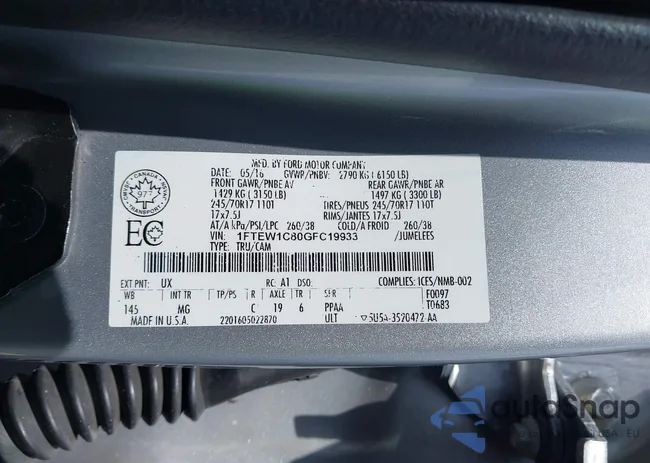 MFD. BY FORD MOTOR COMPANY
DATE: 05/16 GVWR/PNBV: 2790 KG (6150 LB)
FRONT GAWR/PNBE AV REAR GAWR/PNBE AR
1429 KG (3150 LB) 1497 KG (3300 LB)
245/70R17 110T TIRES/PNEUS 245/70R17 110T
17x7.5J RIMS/JANTES 17x7.5J
AT/A kPa/PSI/LPC 260/38 COLD/A FROID 260/38
VIN: 1FTEW1C80GFC19933 /JUMELEES
TYPE: TRU/CAM
CANADA
977
TRANSPORT
EC
EXT PNT: UX RC: A1 DSO: COMPLIES: ICES/NMB-002
WB INT TR TP/PS R AXLE TR SPR F0097
145 MG C 19 6 PPAA T0683
MADE IN U.S.A. 2201605022870 ULT 5U5A-3520472-AA
autoSnap